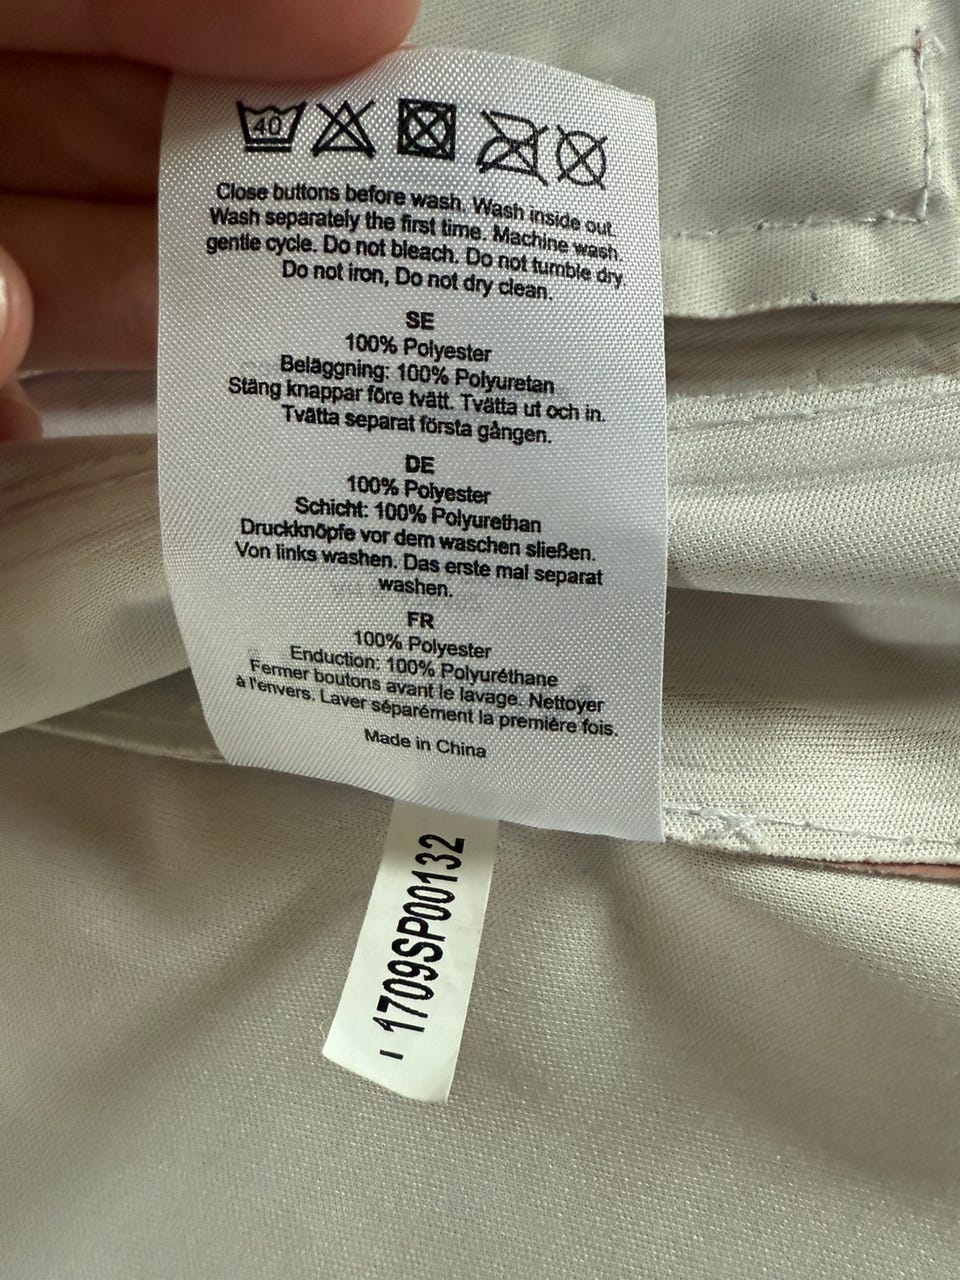 40
Close buttons before wash. Wash inside out.
Wash separately the first time. Machine wash,
gentle cycle. Do not bleach. Do not tumble dry
Do not iron, Do not dry clean.
SE
100% Polyester
Beläggning: 100% Polyuretan
Stäng knappar före tvätt. Tvätta ut och in.
Tvätta separat första gången.
DE
100% Polyester
Schicht: 100% Polyurethan
Druckknöpfe vor dem waschen sließen.
Von links washen. Das erste mal separat
washen.
FR
100% Polyester
Enduction: 100% Polyuréthane
Fermer boutons avant le lavage. Nettoyer
à l'envers. Laver séparément la première fois.
Made in China
1709SP00132